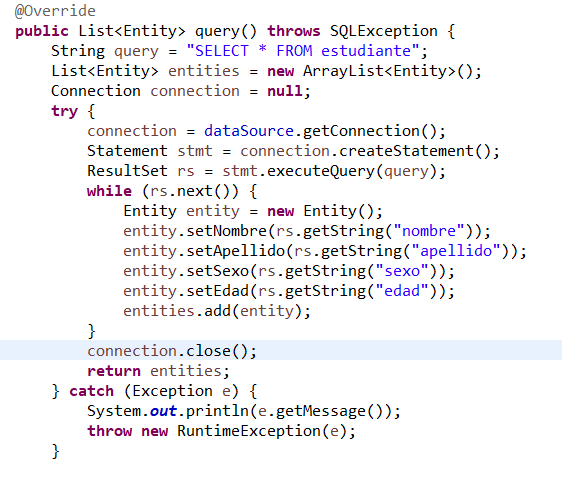 @Override
public List<Entity> query() throws SQLException {
    String query = "SELECT * FROM estudiante";
    List<Entity> entities = new ArrayList<Entity>();
    Connection connection = null;
    try {
        connection = dataSource.getConnection();
        Statement stmt = connection.createStatement();
        ResultSet rs = stmt.executeQuery(query);
        while (rs.next()) {
            Entity entity = new Entity();
            entity.setNombre(rs.getString("nombre"));
            entity.setApellido(rs.getString("apellido"));
            entity.setSexo(rs.getString("sexo"));
            entity.setEdad(rs.getString("edad"));
            entities.add(entity);
        }
        connection.close();
        return entities;
    } catch (Exception e) {
        System.out.println(e.getMessage());
        throw new RuntimeException(e);
    }